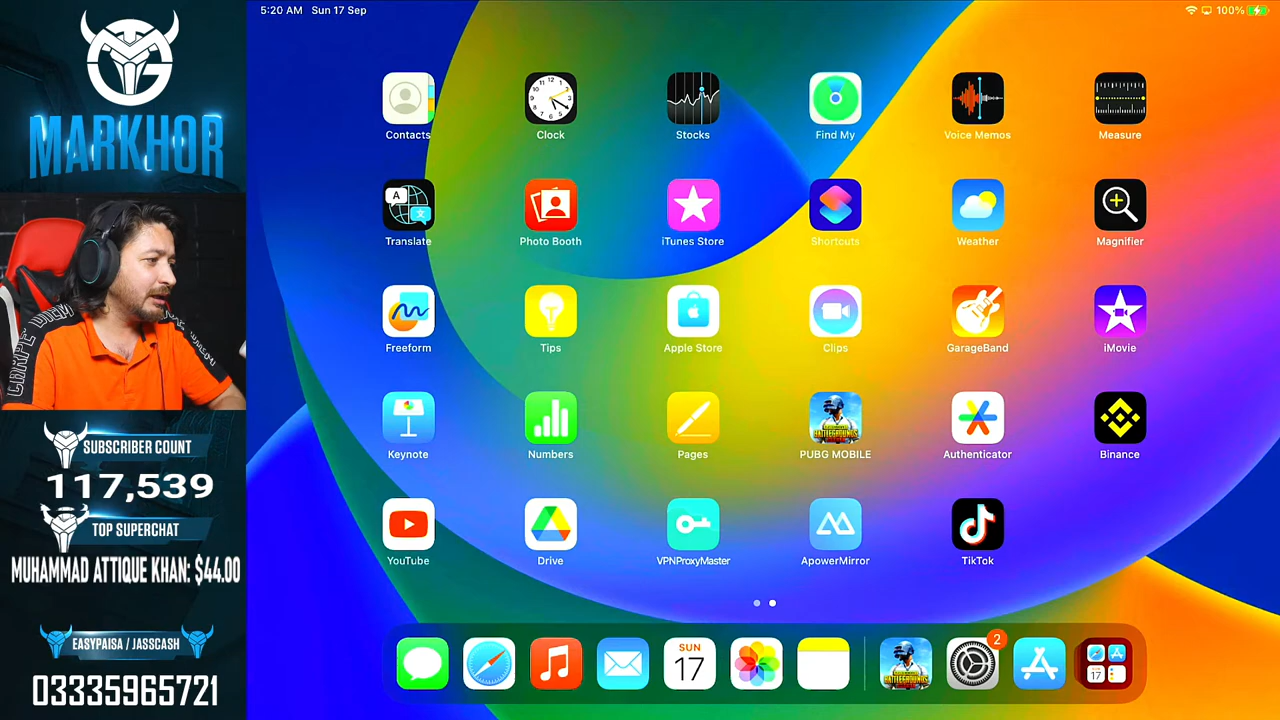 MARKHOR
CARPE DIEM
SUBSCRIBER COUNT
117,539
TOP SUPERCHAT
MUHAMMAD ATTIQUE KHAN: $44.00
EASYPAISA / JASSCASH
03335965721
5:20 AM Sun 17 Sep
100%
Contacts
Clock
Stocks
Find My
Voice Memos
Measure
Translate
Photo Booth
iTunes Store
Shortcuts
Weather
Magnifier
Freeform
Tips
Apple Store
Clips
GarageBand
iMovie
Keynote
Numbers
Pages
PUBG MOBILE
Authenticator
Binance
YouTube
Drive
VPNProxyMaster
ApowerMirror
TikTok
SUN
17
2
17